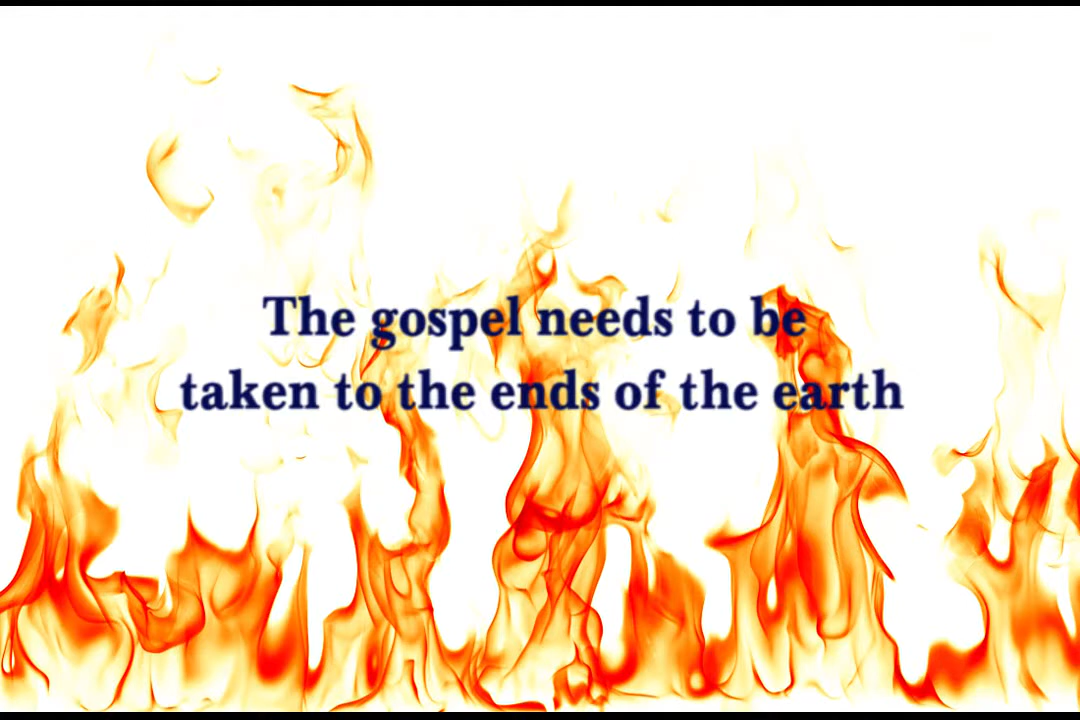 The gospel needs to be
taken to the ends of the earth